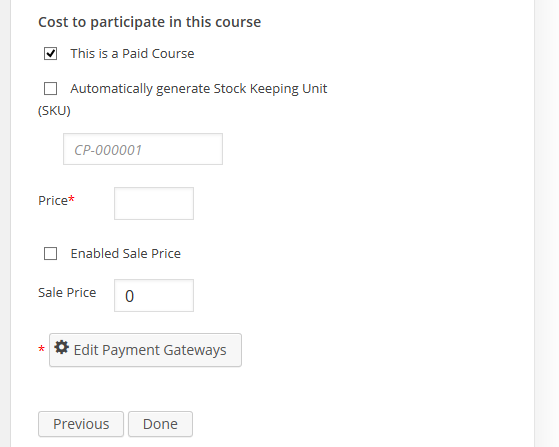 Cost to participate in this course
This is a Paid Course
Automatically generate Stock Keeping Unit
(SKU)
CP-000001
Price*
Enabled Sale Price
Sale Price 0
* Edit Payment Gateways
Previous Done